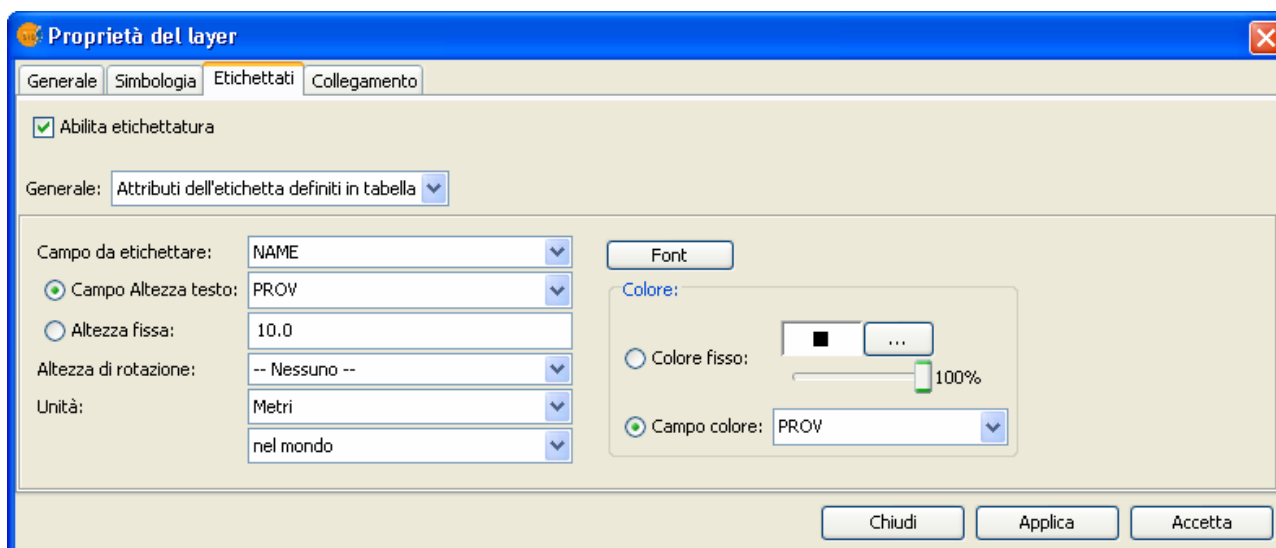 Proprietà del layer
Generale Simbologia Etichettati Collegamento
Abilita etichettatura
Generale: Attributi dell'etichetta definiti in tabella
Campo da etichettare: NAME Font
Campo Altezza testo: PROV Colore:
Altezza fissa: 10.0 ...
Colore fisso:
Altezza di rotazione: -- Nessuno -- 100%
Unità: Metri
Campo colore: PROV
nel mondo
Chiudi Applica Accetta